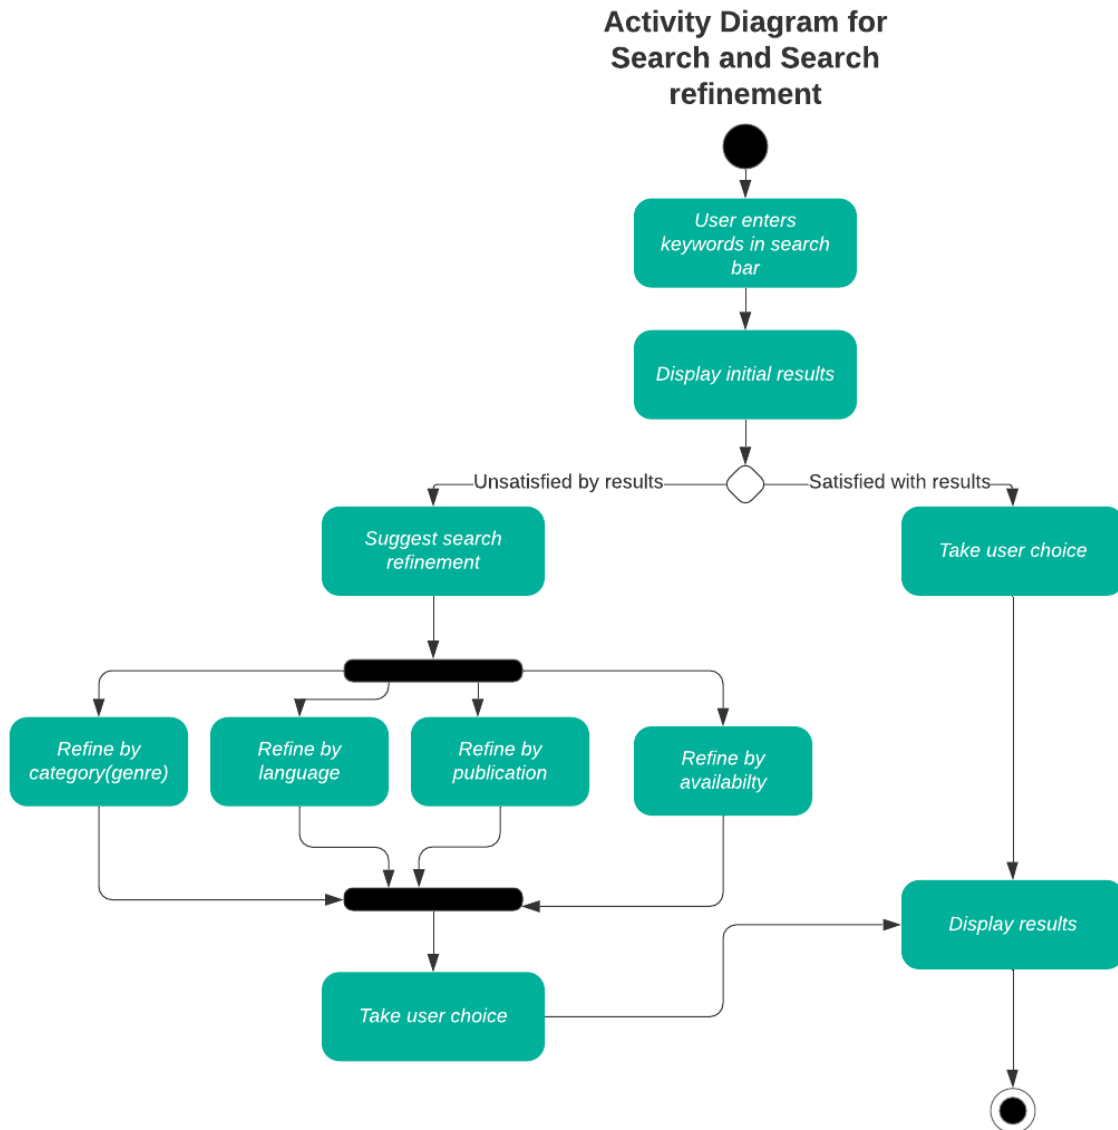 Activity Diagram for
Search and Search
refinement
User enters
keywords in search
bar
Display initial results
Unsatisfied by results
Satisfied with results
Suggest search
refinement
Take user choice
Refine by
category(genre)
Refine by
language
Refine by
publication
Refine by
availabilty
Display results
Take user choice